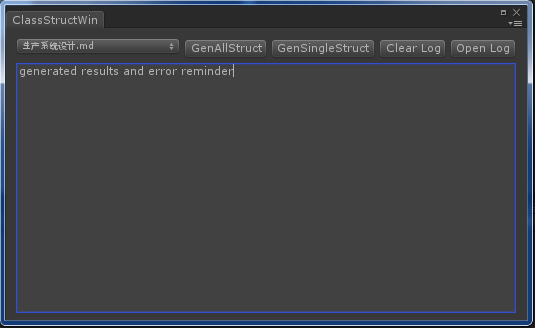 ClassStructWin
生产系统设计.md GenAllStruct GenSingleStruct Clear Log Open Log
generated results and error reminder